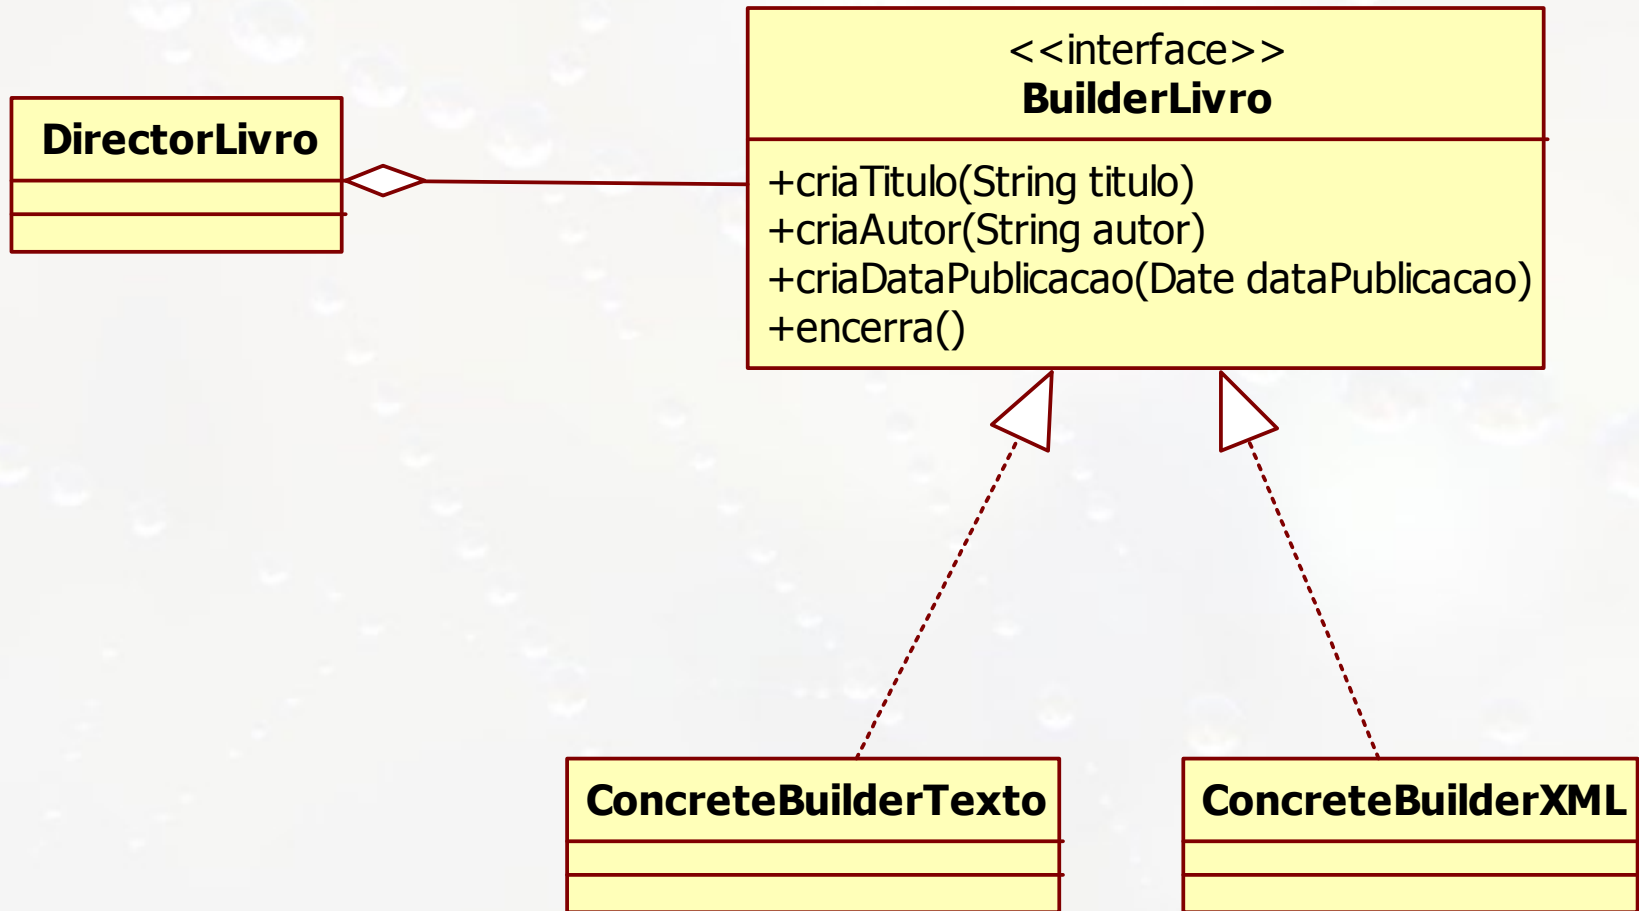 DirectorLivro
<<interface>>
BuilderLivro
+criaTitulo(String titulo)
+criaAutor(String autor)
+criaDataPublicacao(Date dataPublicacao)
+encerra()
ConcreteBuilderTexto
ConcreteBuilderXML